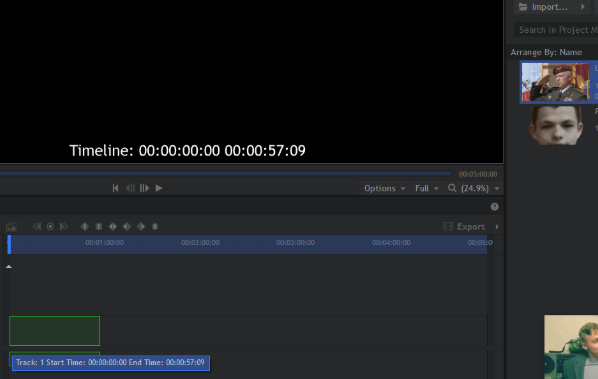 Import...
Search In Project M
Arrange By: Name
Timeline: 00:00:00:00 00:00:57:09
00:05:00:00
Options Full (24.9%)
Export
00:01:00:00 00:02:00:00 00:03:00:00 00:04:00:00 00:05:0
Track: 1 Start Time: 00:00:00:00 End Time: 00:00:57:09